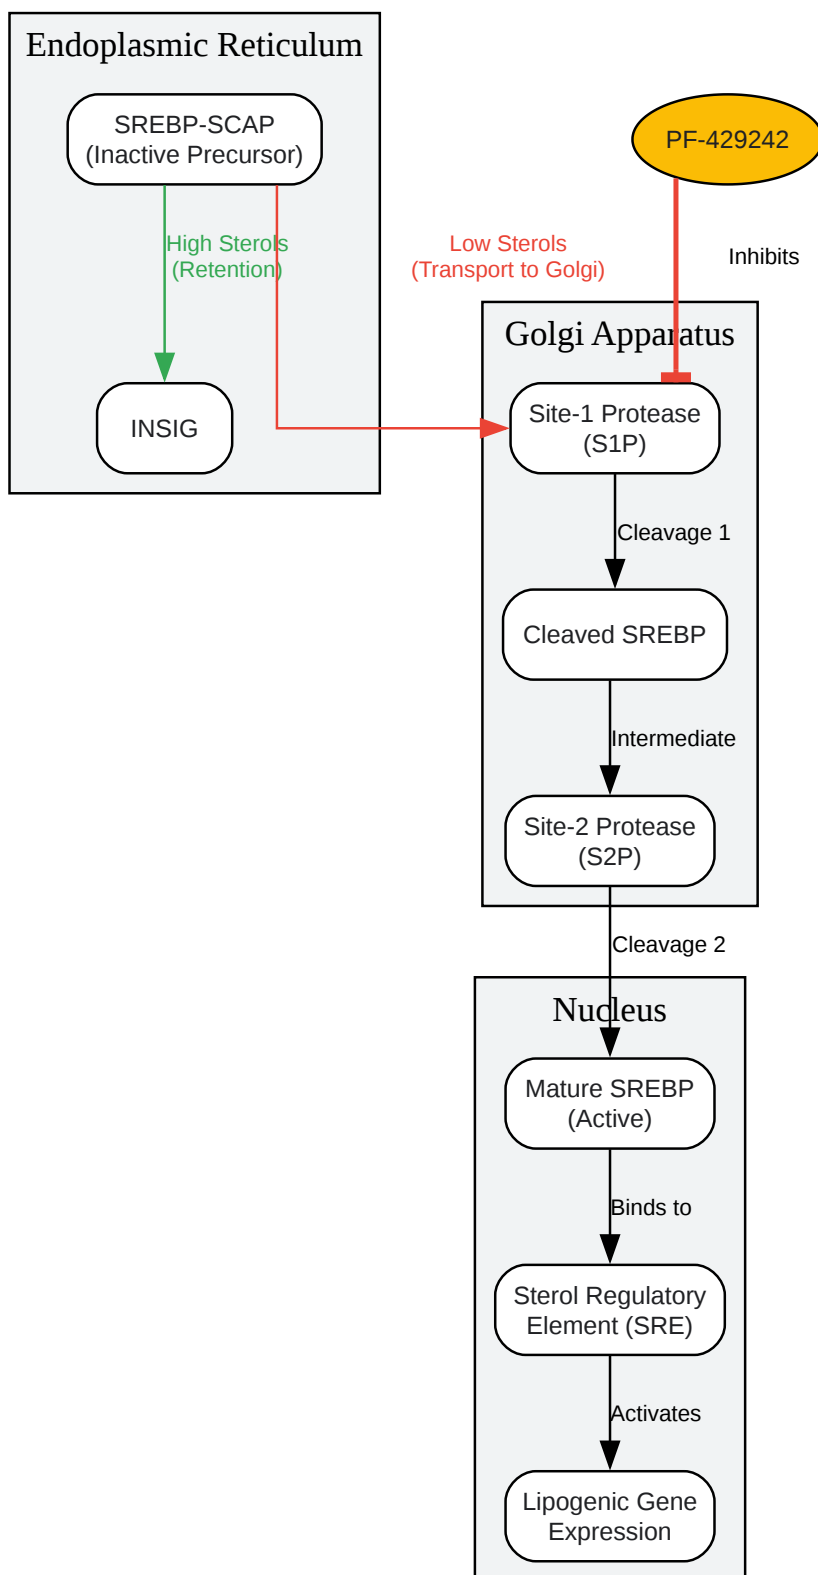 Endoplasmic Reticulum
SREBP-SCAP
(Inactive Precursor)
PF-429242
High Sterols
(Retention)
Low Sterols
(Transport to Golgi)
Inhibits
Golgi Apparatus
INSIG
Site-1 Protease
(S1P)
Cleavage 1
Cleaved SREBP
Intermediate
Site-2 Protease
(S2P)
Cleavage 2
Nucleus
Mature SREBP
(Active)
Binds to
Sterol Regulatory
Element (SRE)
Activates
Lipogenic Gene
Expression